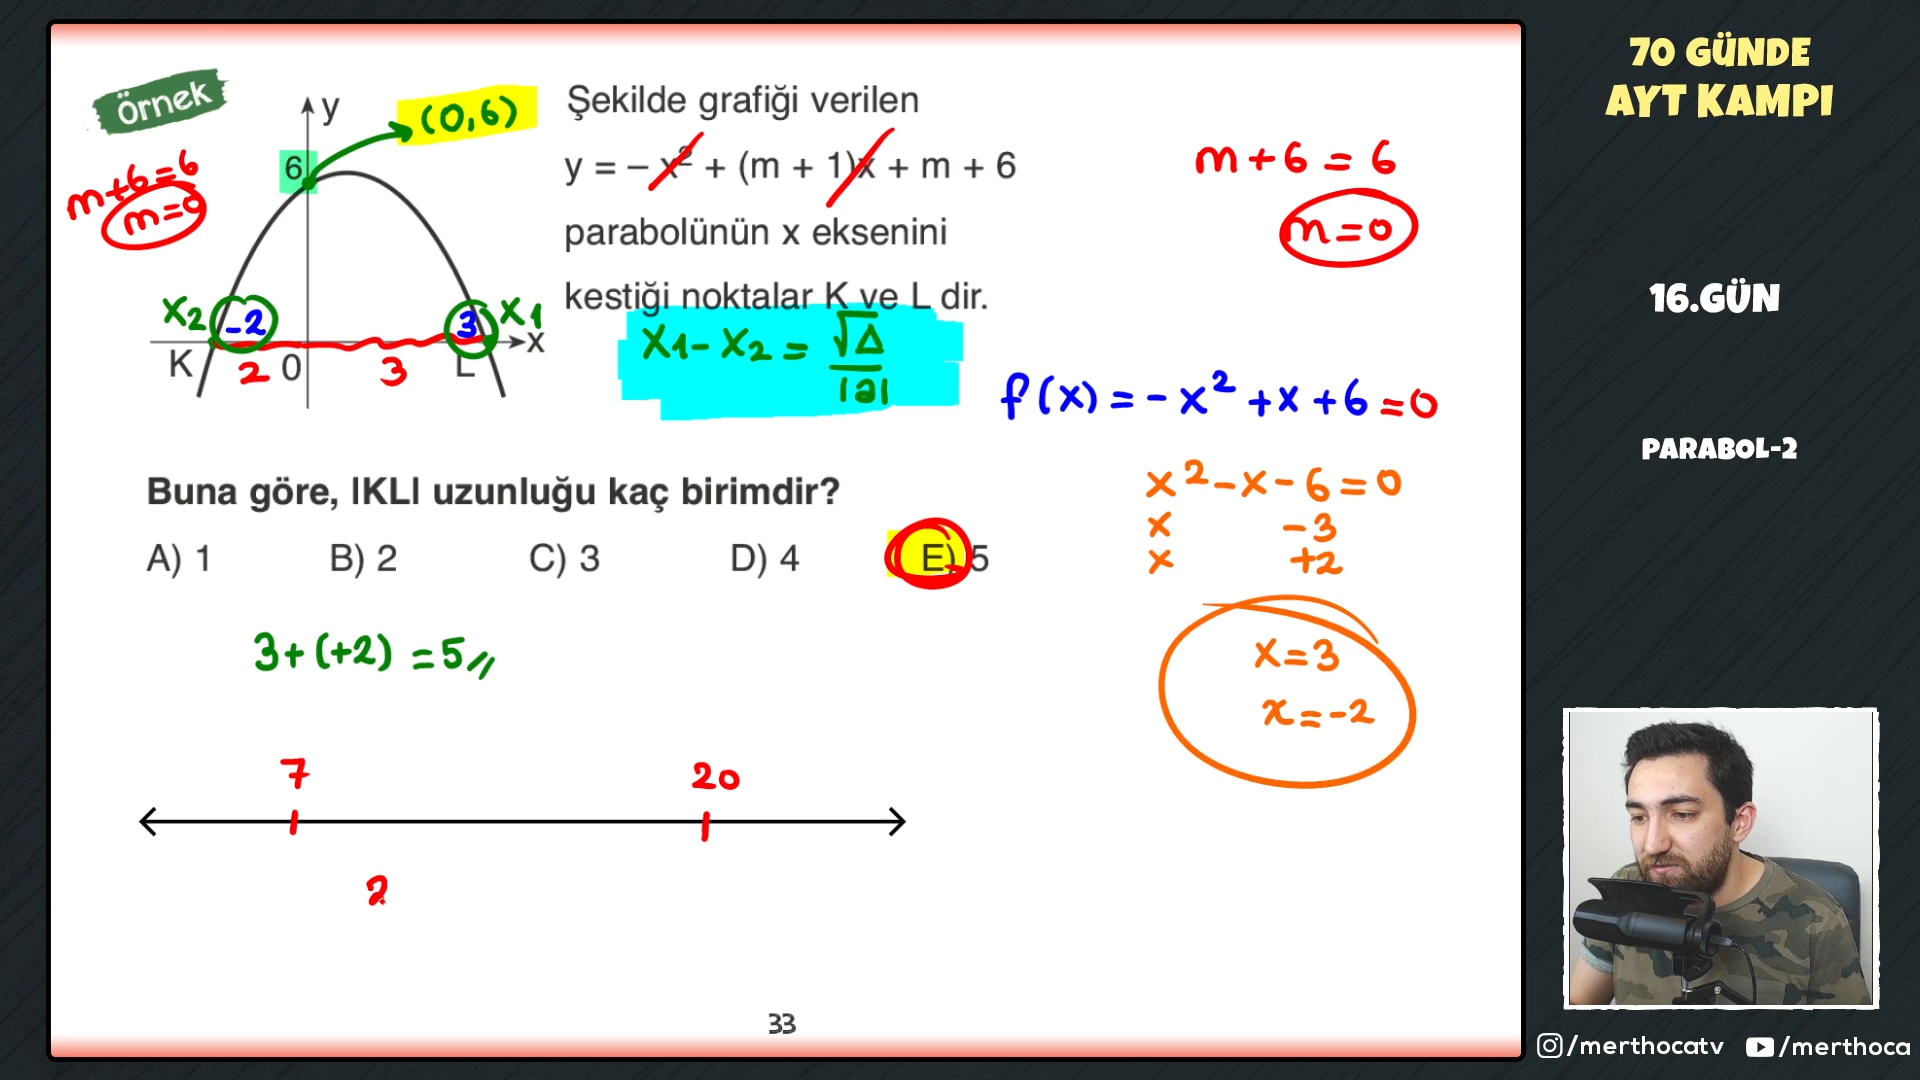 Örnek
y
(0,6)
6
m+6=6
m=0
x2
-2
3
x1
x
K
2
0
3
L
Şekilde grafiği verilen
y = – x² + (m + 1)x + m + 6
parabolünün x eksenini
kestiği noktalar K ve L dir.
x1 - x2 = √Δ / |a|
m+6 = 6
m=0
f(x) = -x² + x + 6 = 0
x² - x - 6 = 0
x -3
x +2
x=3
x=-2
Buna göre, |KL| uzunluğu kaç birimdir?
A) 1 B) 2 C) 3 D) 4 E) 5
3+(+2) =5//
7 20
2
33
70 GÜNDE
AYT KAMPI
16.GÜN
PARABOL-2
/merthocatv /merthoca